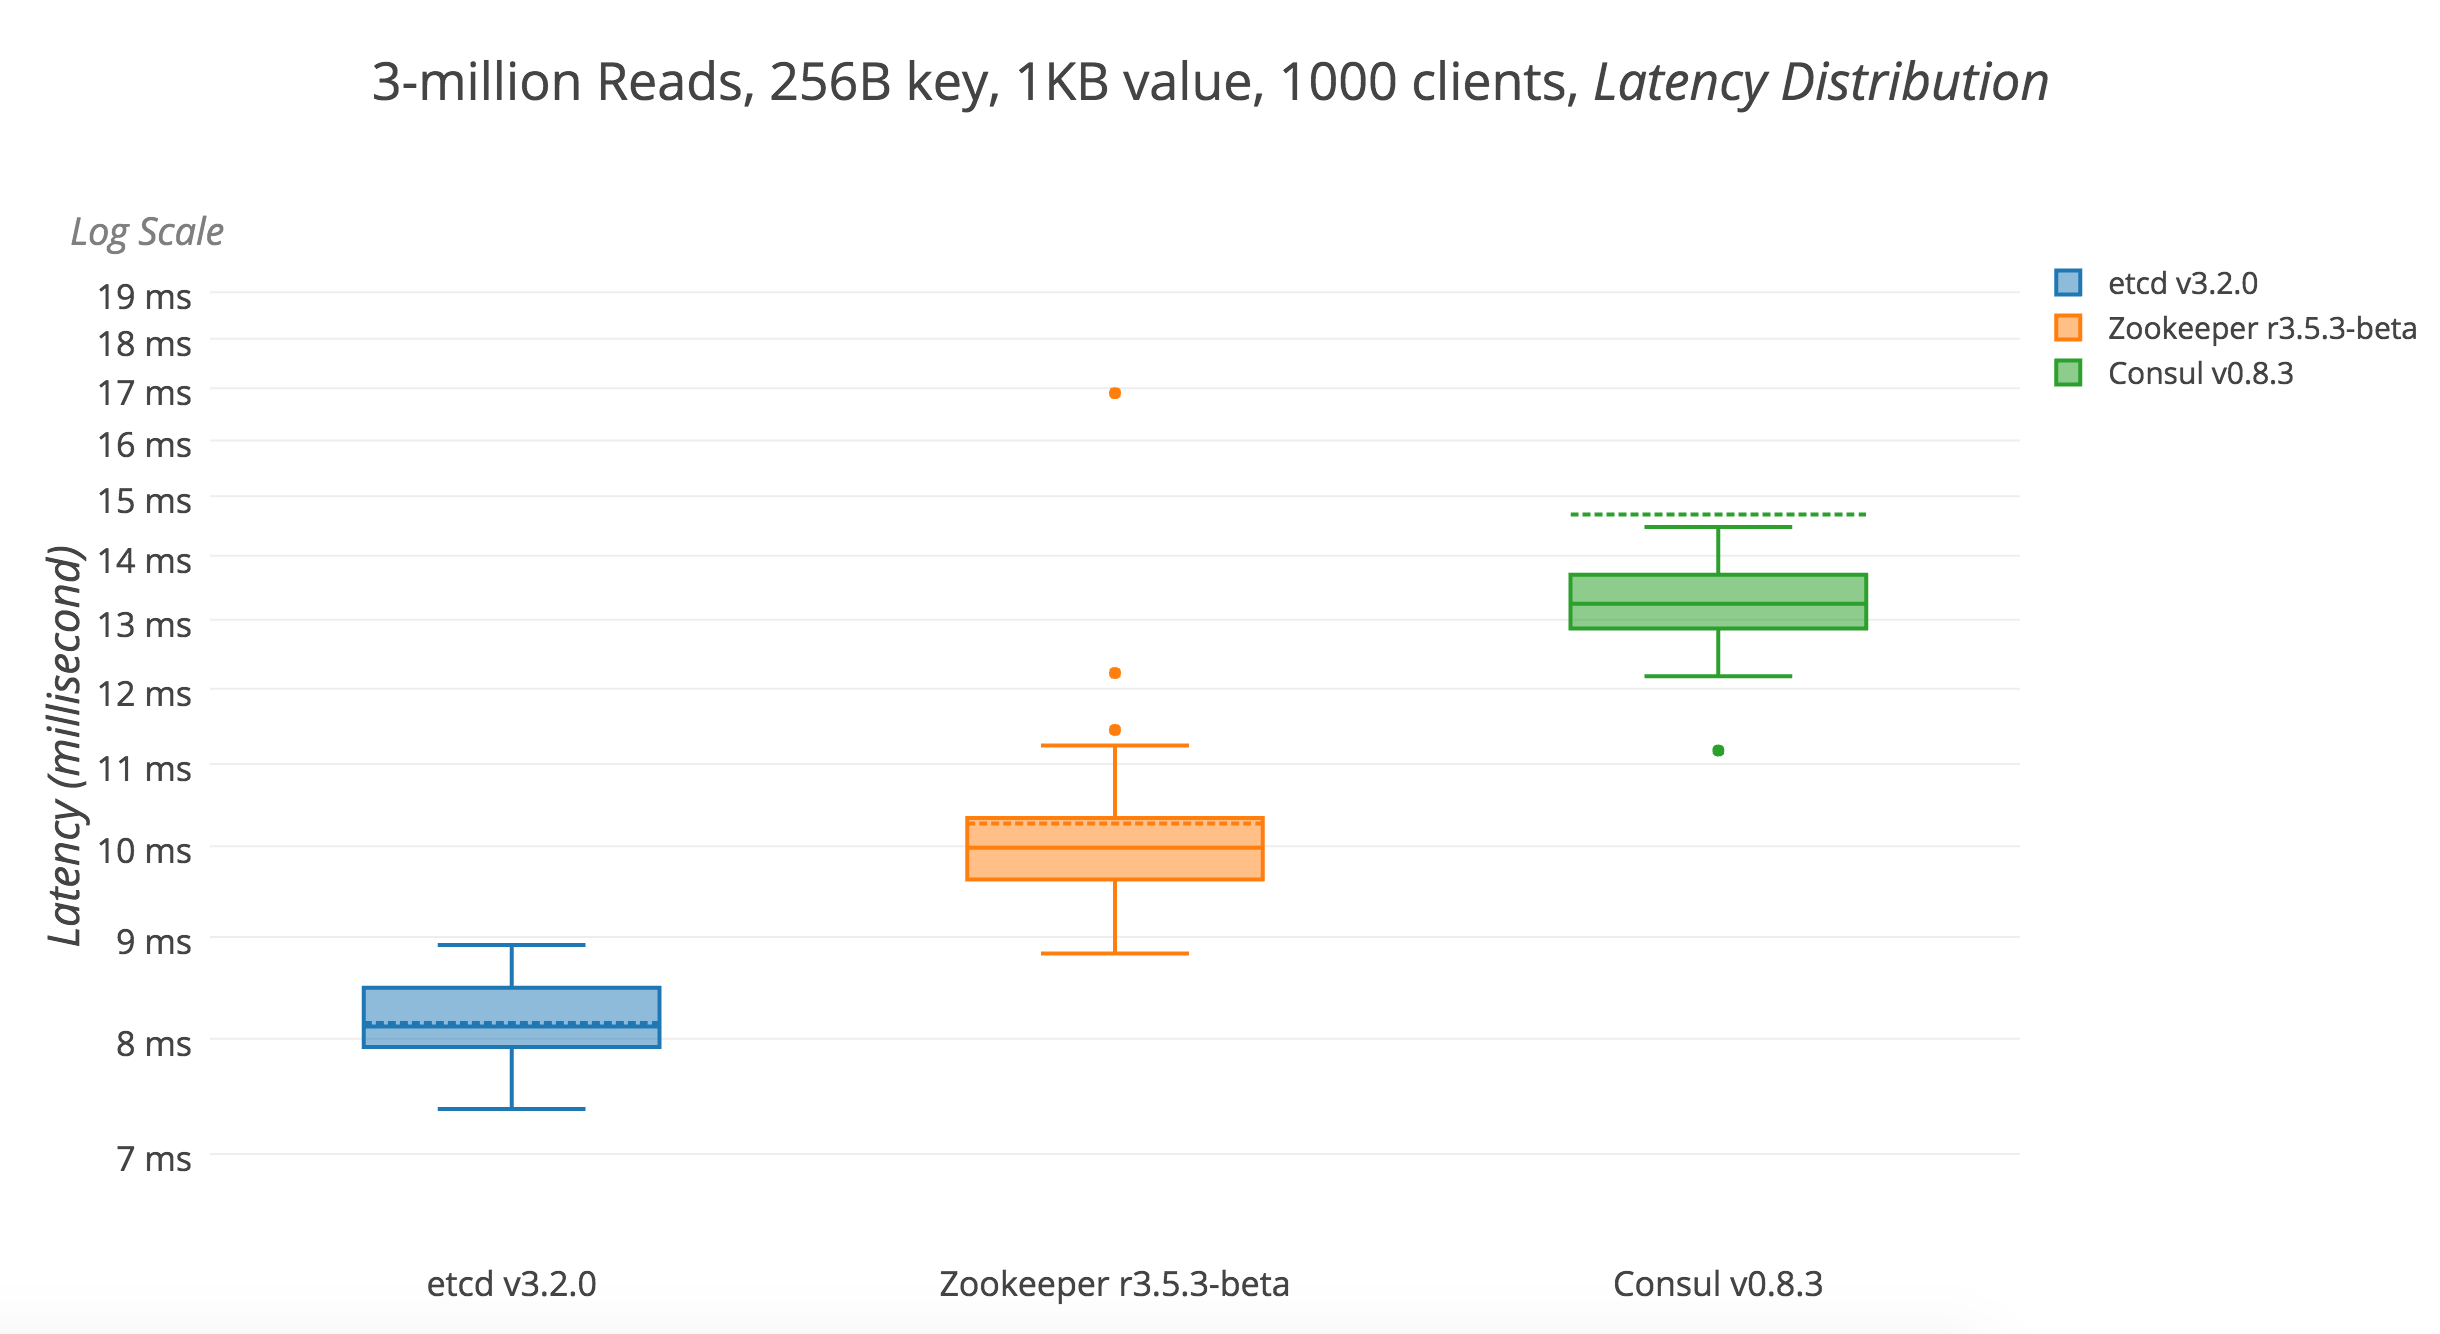 3-million Reads, 256B key, 1KB value, 1000 clients, Latency Distribution
Log Scale
19 ms
18 ms
17 ms
16 ms
15 ms
14 ms
13 ms
12 ms
11 ms
10 ms
9 ms
8 ms
7 ms
Latency (millisecond)
etcd v3.2.0
Zookeeper r3.5.3-beta
Consul v0.8.3
etcd v3.2.0
Zookeeper r3.5.3-beta
Consul v0.8.3